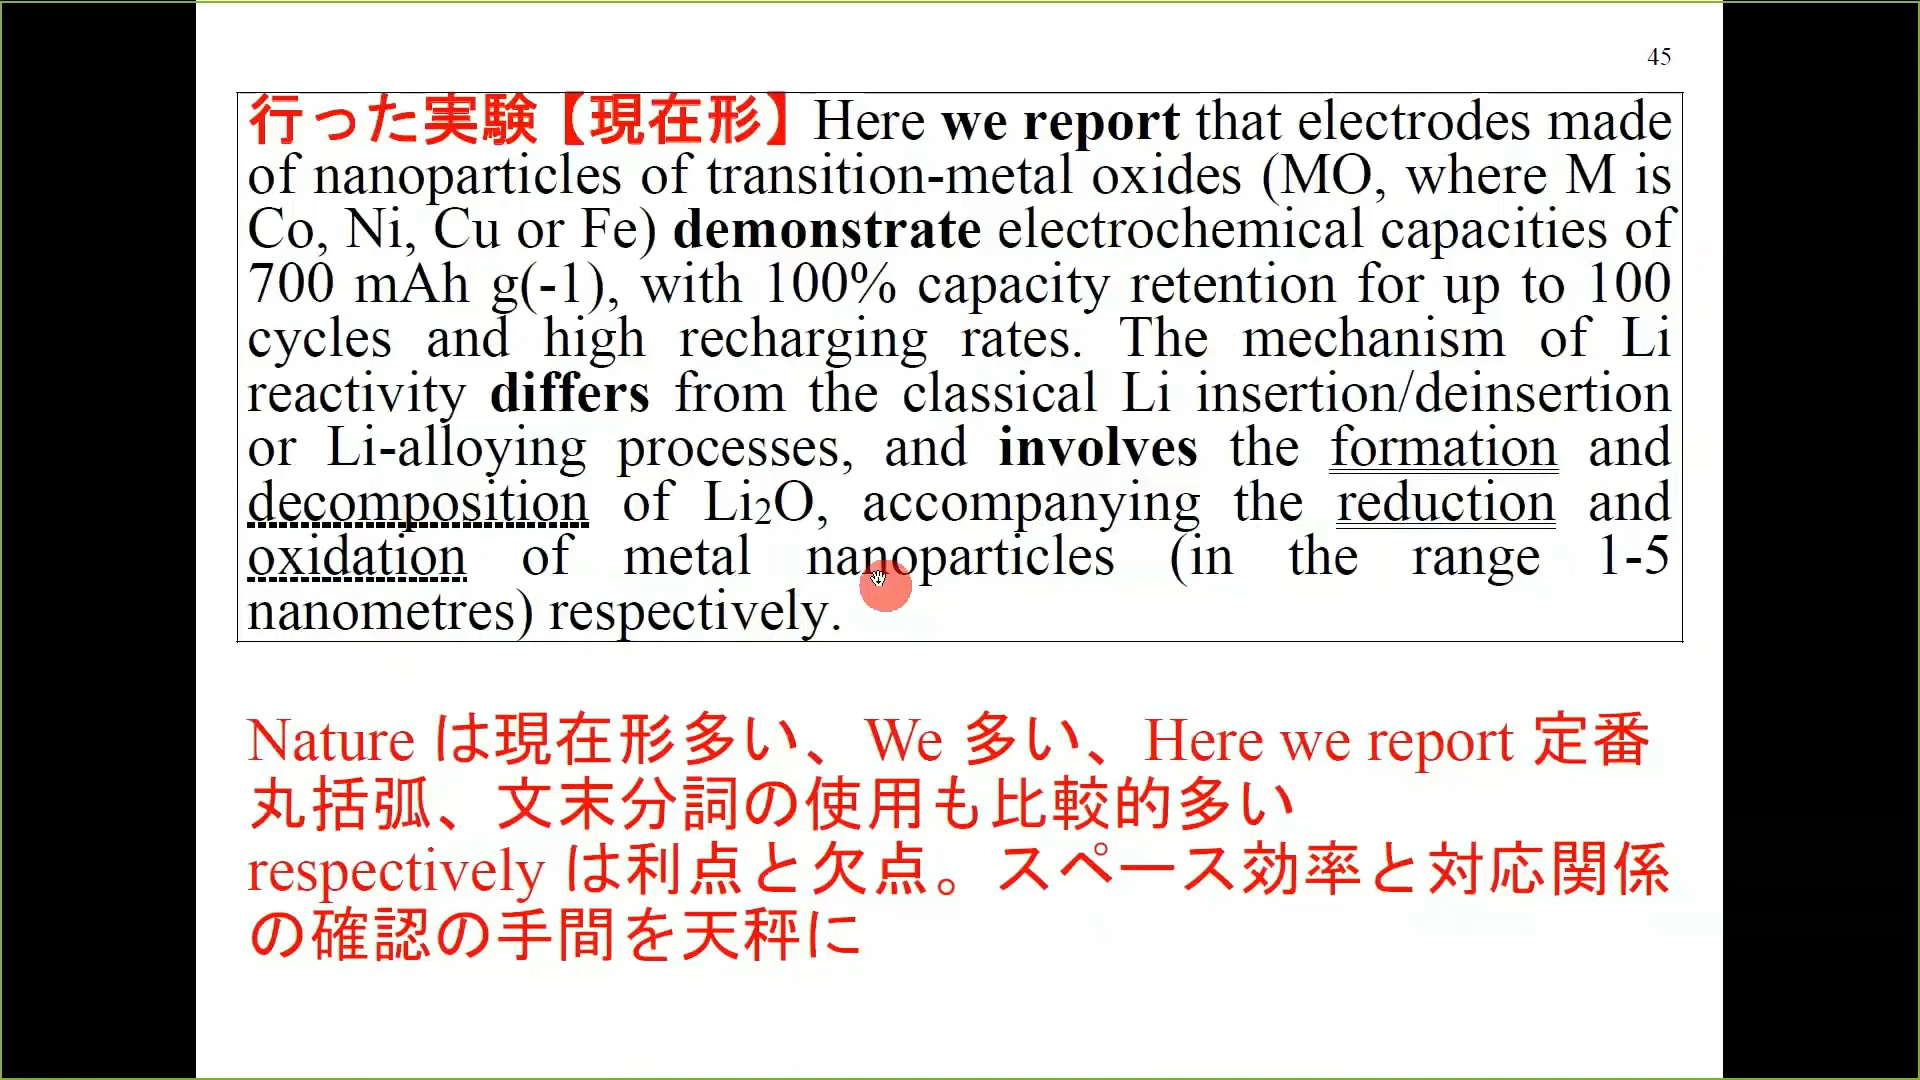 45
行った実験【現在形】Here we report that electrodes made
of nanoparticles of transition-metal oxides (MO, where M is
Co, Ni, Cu or Fe) demonstrate electrochemical capacities of
700 mAh g(-1), with 100% capacity retention for up to 100
cycles and high recharging rates. The mechanism of Li
reactivity differs from the classical Li insertion/deinsertion
or Li-alloying processes, and involves the formation and
decomposition of Li₂O, accompanying the reduction and
oxidation of metal nanoparticles (in the range 1-5
nanometres) respectively.
Nature は現在形多い、We 多い、Here we report 定番
丸括弧、文末分詞の使用も比較的多い
respectively は利点と欠点。スペース効率と対応関係
の確認の手間を天秤に